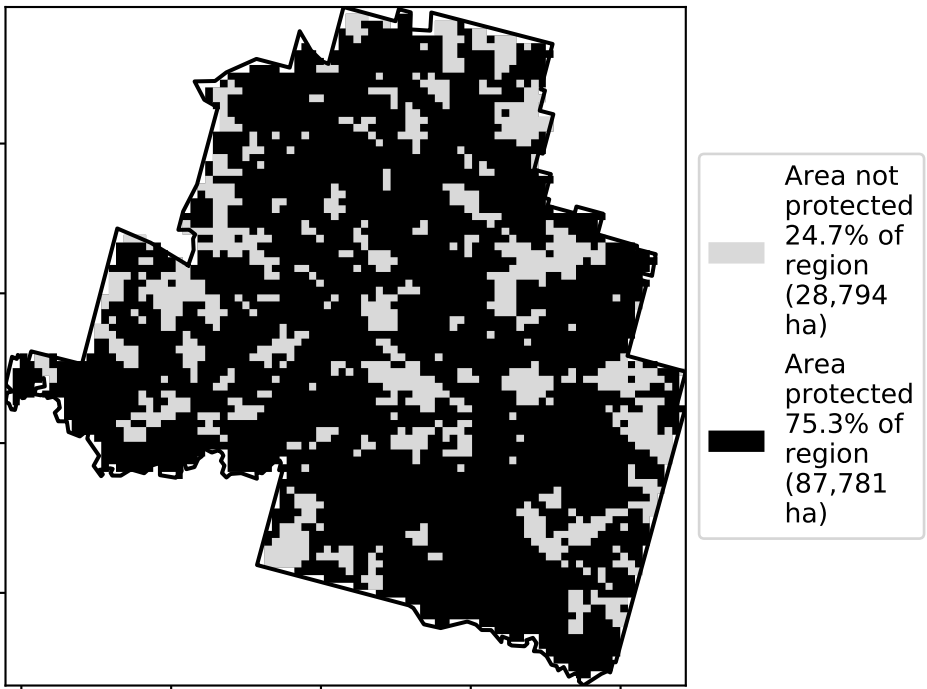 Area not
protected
24.7% of
region
(28,794
ha)
Area
protected
75.3% of
region
(87,781
ha)